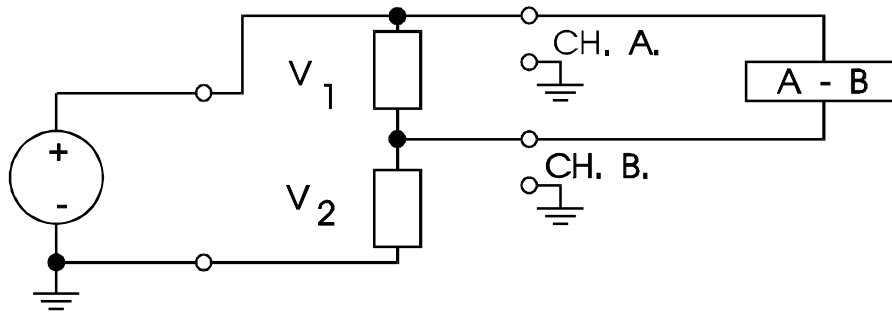 CH. A.
V1
A - B
+
CH. B.
-
V2